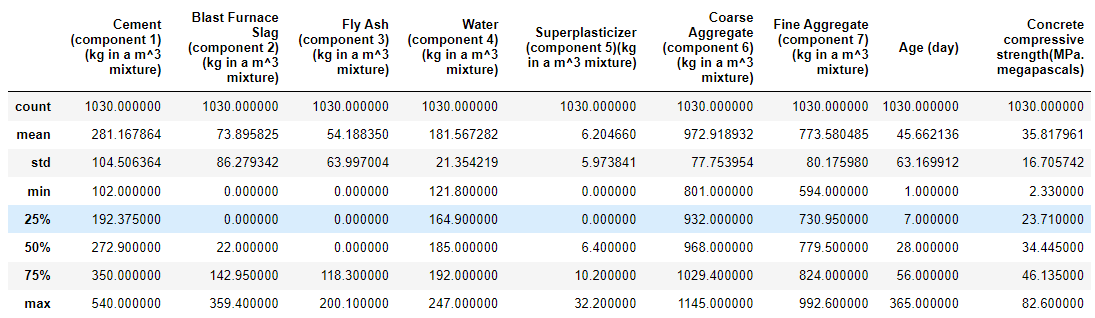 Cement (component 1) (kg in a m^3 mixture) Blast Furnace Slag (component 2) (kg in a m^3 mixture) Fly Ash (component 3) (kg in a m^3 mixture) Water (component 4) (kg in a m^3 mixture) Superplasticizer (component 5)(kg in a m^3 mixture) Coarse Aggregate (component 6) (kg in a m^3 mixture) Fine Aggregate (component 7) (kg in a m^3 mixture) Age (day) Concrete compressive strength(MPa. megapascals)
count 1030.000000 1030.000000 1030.000000 1030.000000 1030.000000 1030.000000 1030.000000 1030.000000 1030.000000
mean 281.167864 73.895825 54.188350 181.567282 6.204660 972.918932 773.580485 45.662136 35.817961
std 104.506364 86.279342 63.997004 21.354219 5.973841 77.753954 80.175980 63.169912 16.705742
min 102.000000 0.000000 0.000000 121.800000 0.000000 801.000000 594.000000 1.000000 2.330000
25% 192.375000 0.000000 0.000000 164.900000 0.000000 932.000000 730.950000 7.000000 23.710000
50% 272.900000 22.000000 0.000000 185.000000 6.400000 968.000000 779.500000 28.000000 34.445000
75% 350.000000 142.950000 118.300000 192.000000 10.200000 1029.400000 824.000000 56.000000 46.135000
max 540.000000 359.400000 200.100000 247.000000 32.200000 1145.000000 992.600000 365.000000 82.600000